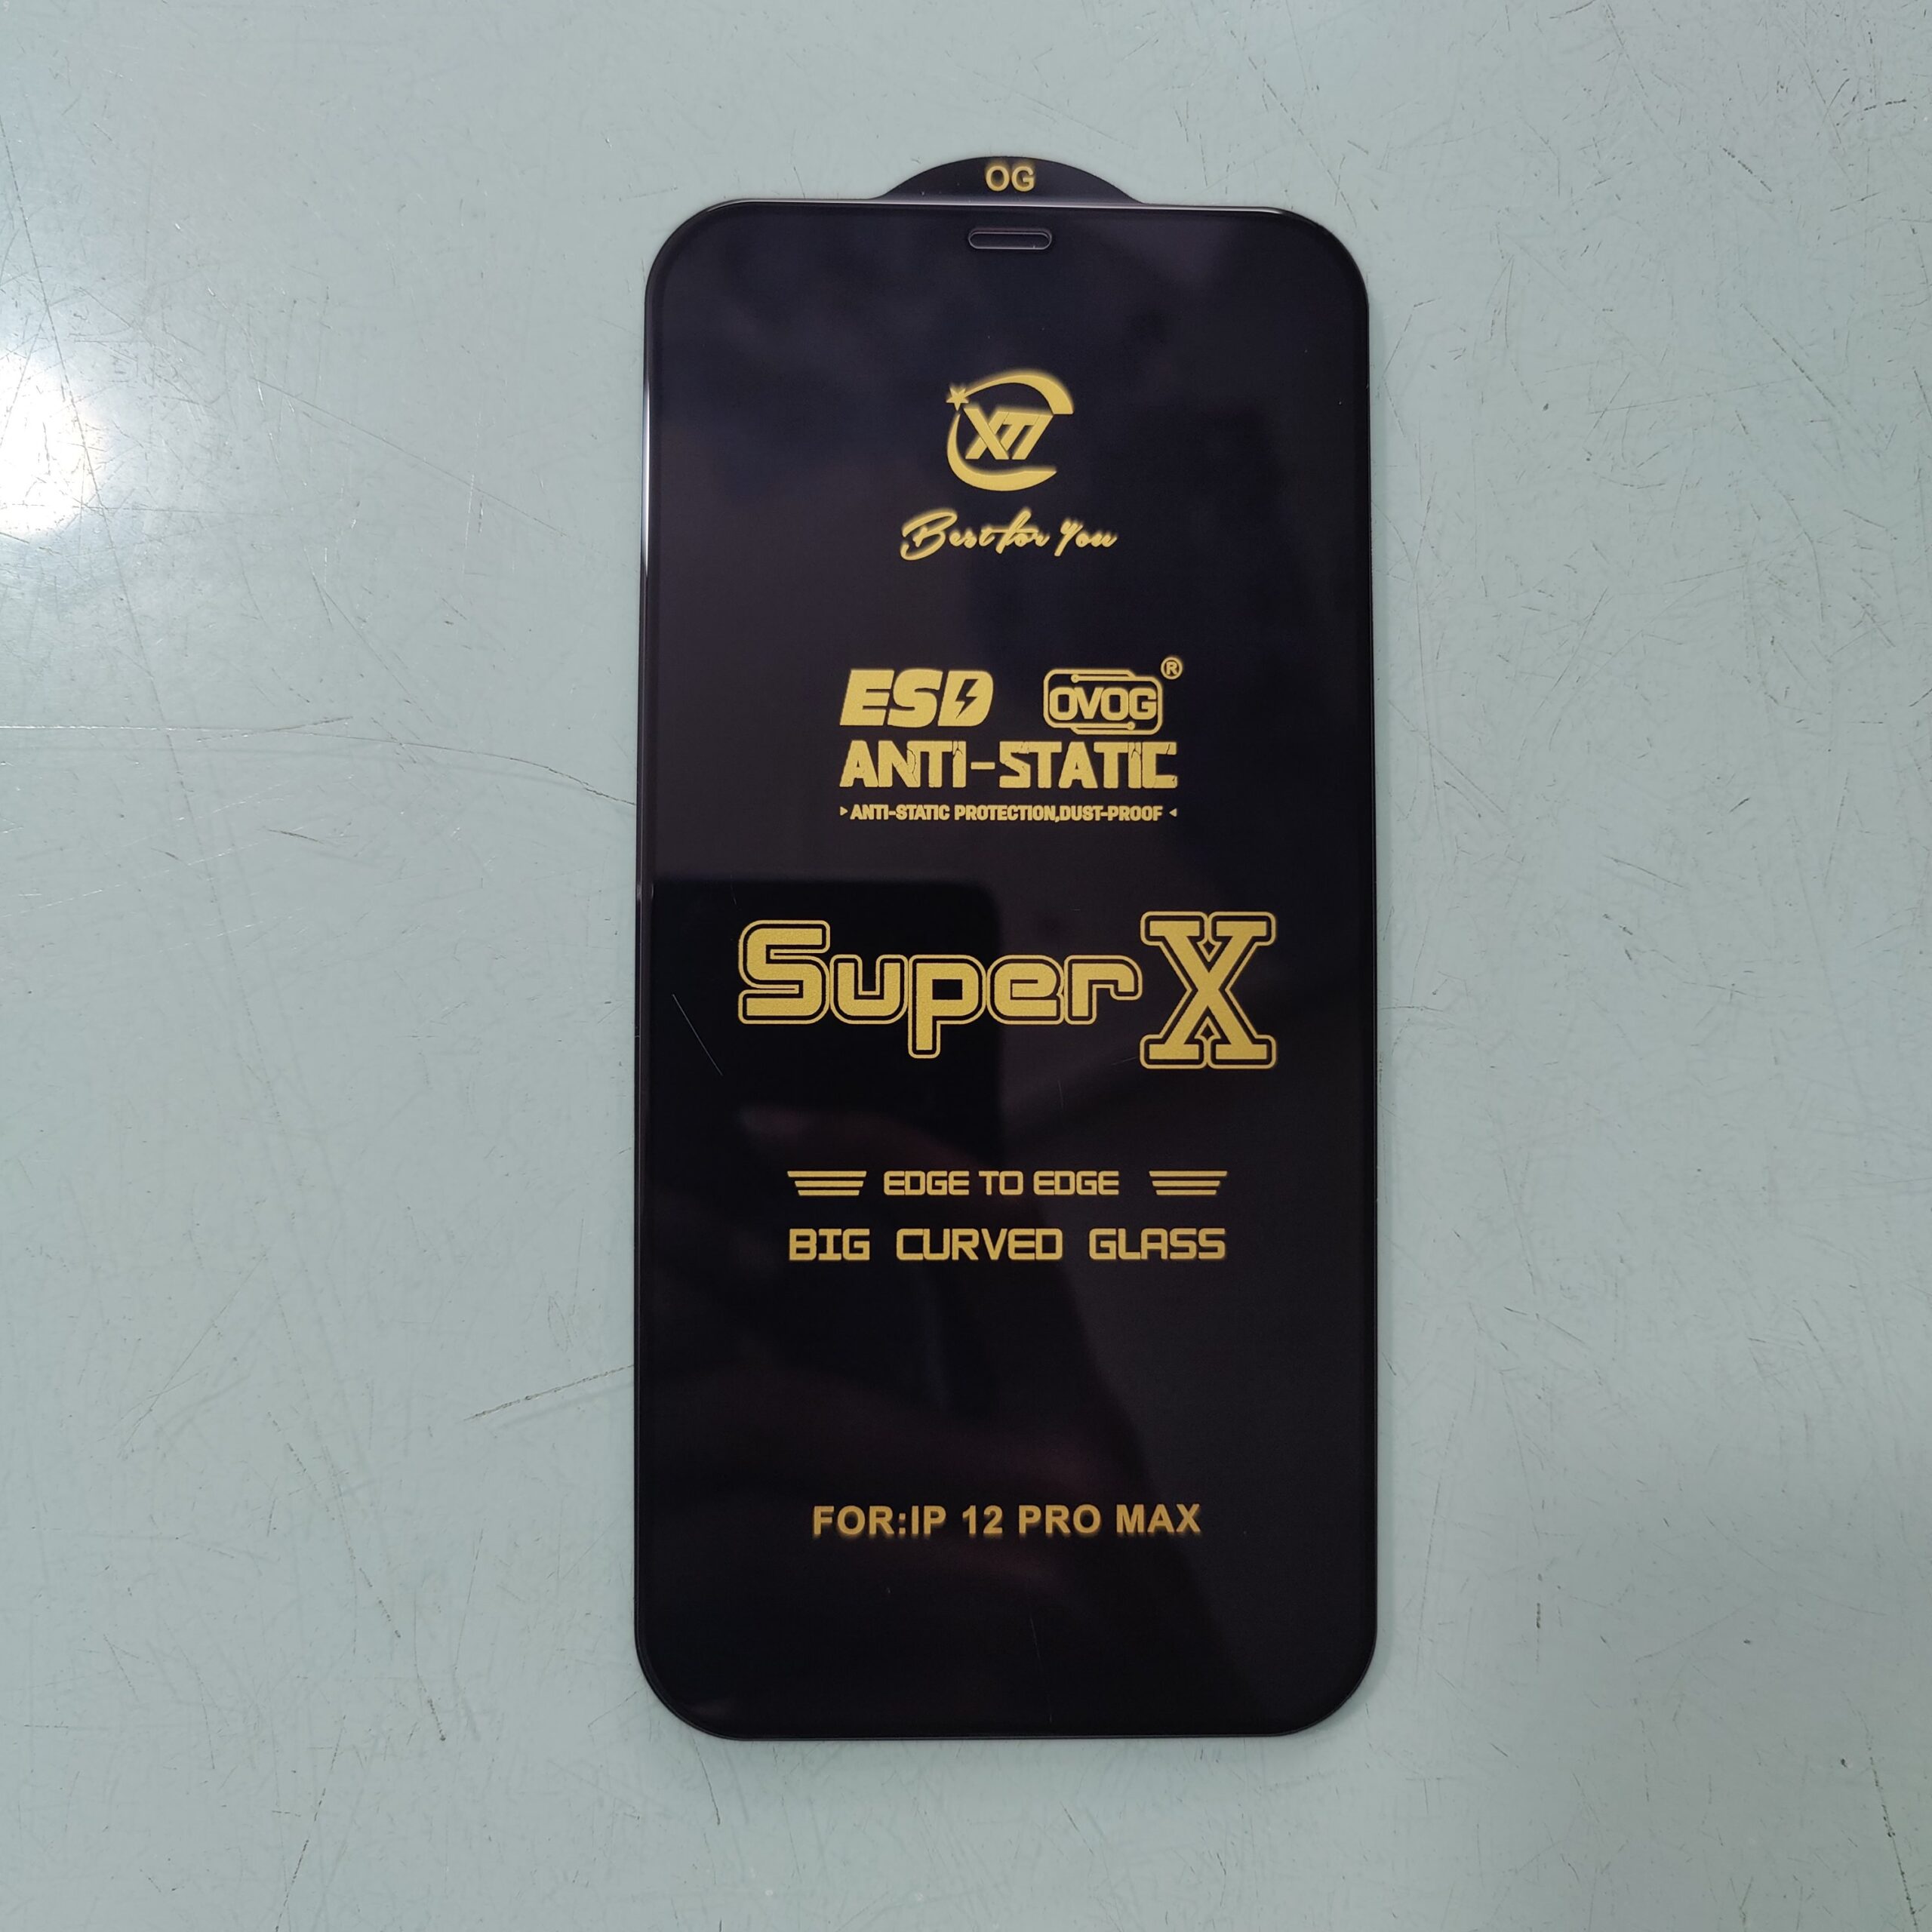 OG
XTI
Best for You
ESD OVOG®
ANTI-STATIC
ANTI-STATIC PROTECTION,DUST-PROOF
Super X
EDGE TO EDGE
BIG CURVED GLASS
FOR:IP 12 PRO MAX